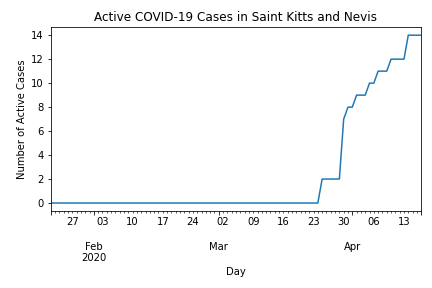 Active COVID-19 Cases in Saint Kitts and Nevis
Number of Active Cases
14
12
10
8
6
4
2
0
27 03 10 17 24 02 09 16 23 30 06 13
Feb Mar Apr
2020
Day